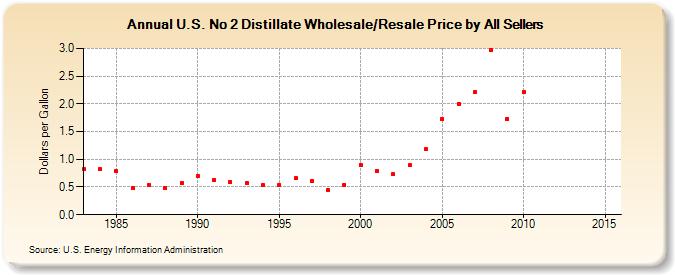 Annual U.S. No 2 Distillate Wholesale/Resale Price by All Sellers
Dollars per Gallon
3.0
2.5
2.0
1.5
1.0
0.5
0.0
1985 1990 1995 2000 2005 2010 2015
Source: U.S. Energy Information Administration